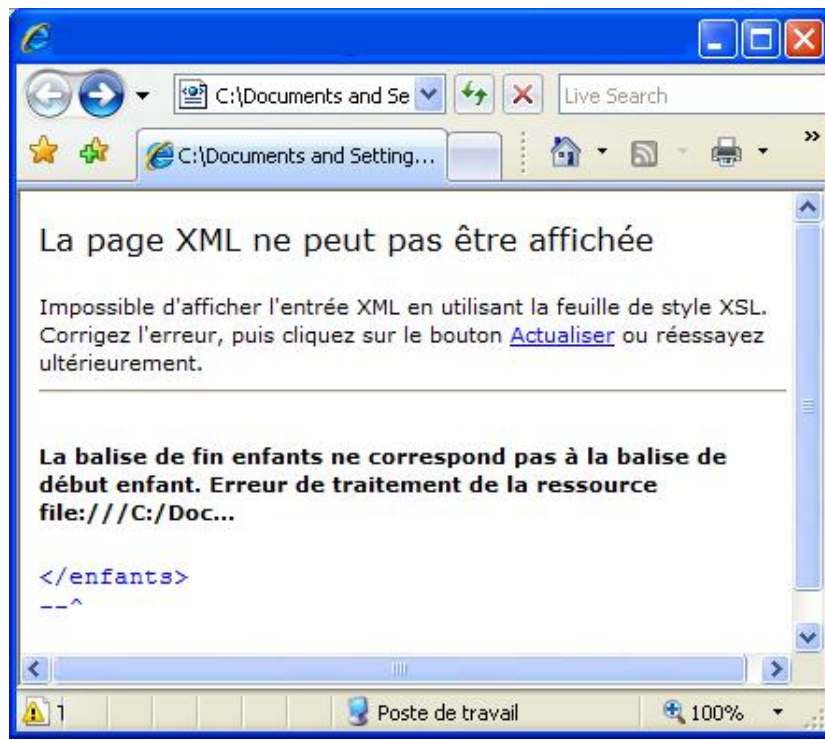 C:\Documents and Se
Live Search
C:\Documents and Setting...
»
La page XML ne peut pas être affichée
Impossible d'afficher l'entrée XML en utilisant la feuille de style XSL.
Corrigez l'erreur, puis cliquez sur le bouton Actualiser ou réessayez
ultérieurement.
La balise de fin enfants ne correspond pas à la balise de
début enfant. Erreur de traitement de la ressource
file:///C:/Doc...
</enfants>
--^
Poste de travail
100%